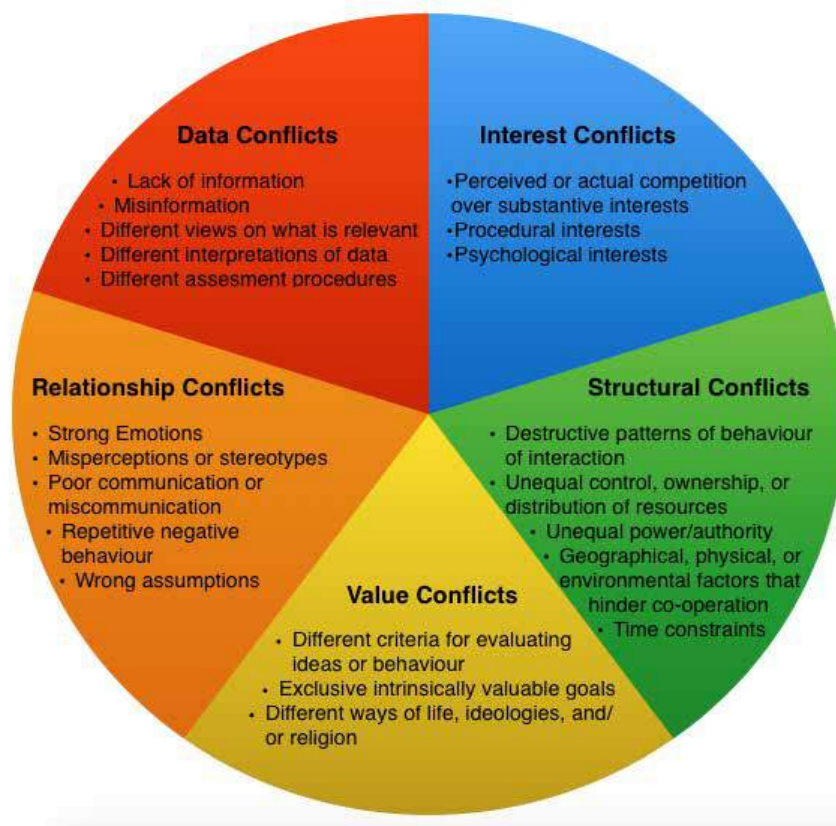 Data Conflicts
• Lack of information
• Misinformation
• Different views on what is relevant
• Different interpretations of data
• Different assesment procedures
Interest Conflicts
•Perceived or actual competition
over substantive interests
•Procedural interests
•Psychological interests
Relationship Conflicts
• Strong Emotions
• Misperceptions or stereotypes
• Poor communication or
miscommunication
• Repetitive negative
behaviour
• Wrong assumptions
Structural Conflicts
• Destructive patterns of behaviour
of interaction
• Unequal control, ownership, or
distribution of resources
• Unequal power/authority
• Geographical, physical, or
environmental factors that
hinder co-operation
• Time constraints
Value Conflicts
• Different criteria for evaluating
ideas or behaviour
• Exclusive intrinsically valuable goals
• Different ways of life, ideologies, and/
or religion